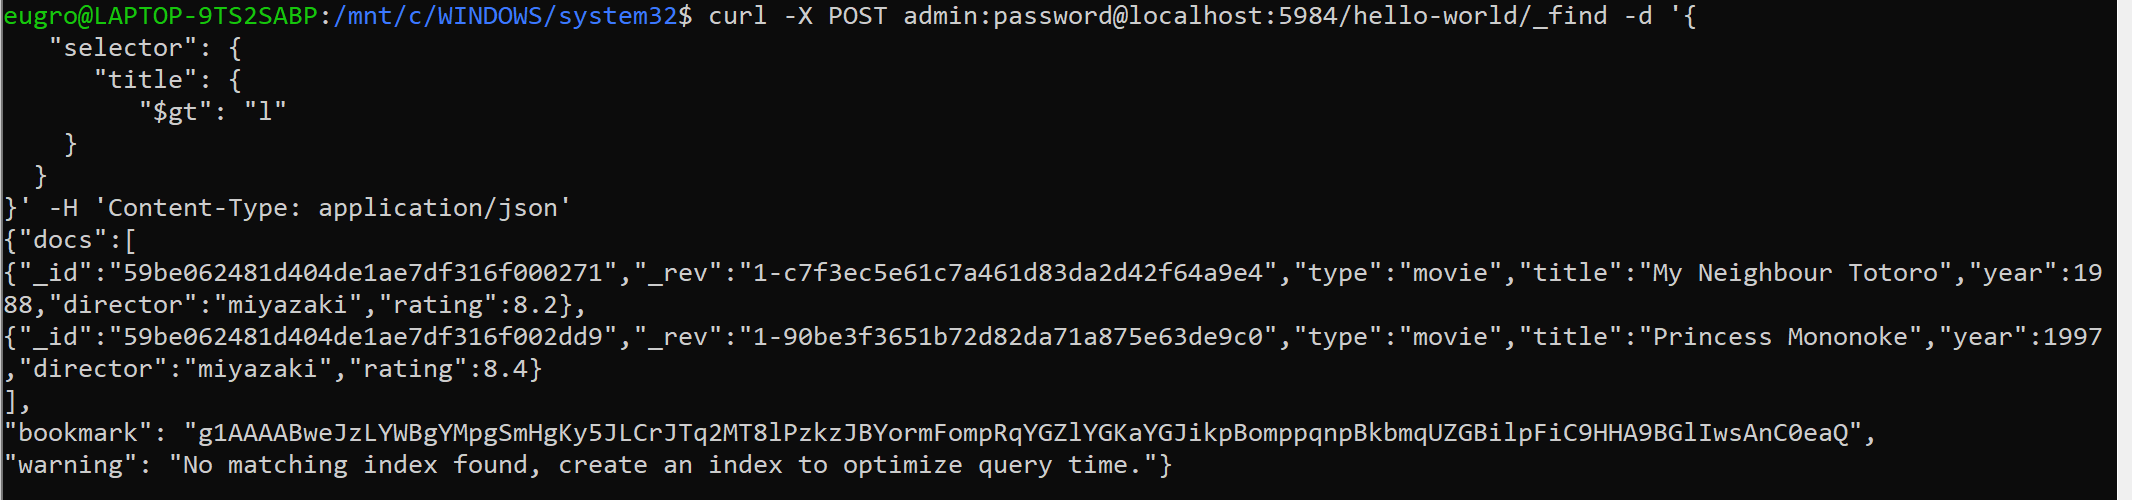 eugro@LAPTOP-9TS2SABP:/mnt/c/WINDOWS/system32$ curl -X POST admin:password@localhost:5984/hello-world/_find -d '{
   "selector": {
      "title": {
         "$gt": "l"
    }
  }
}' -H 'Content-Type: application/json'
{"docs":[
{"_id":"59be062481d404de1ae7df316f000271","_rev":"1-c7f3ec5e61c7a461d83da2d42f64a9e4","type":"movie","title":"My Neighbour Totoro","year":19
88,"director":"miyazaki","rating":8.2},
{"_id":"59be062481d404de1ae7df316f002dd9","_rev":"1-90be3f3651b72d82da71a875e63de9c0","type":"movie","title":"Princess Mononoke","year":1997
,"director":"miyazaki","rating":8.4}
],
"bookmark": "g1AAAABweJzLYWBgYMpgSmHgKy5JLCrJTq2MT8lPzkzJBYormFompRqYGZlYGKaYGJikpBomppqnpBkbmqUZGBilpFiC9HHA9BGlIwsAnC0eaQ",
"warning": "No matching index found, create an index to optimize query time."}